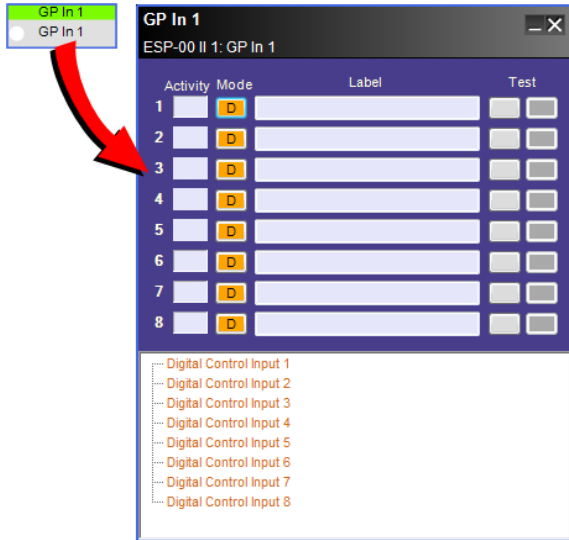 GP In 1
GP In 1
GP In 1
ESP-00 II 1: GP In 1
Activity Mode Label Test
1 D
2 D
3 D
4 D
5 D
6 D
7 D
8 D
Digital Control Input 1
Digital Control Input 2
Digital Control Input 3
Digital Control Input 4
Digital Control Input 5
Digital Control Input 6
Digital Control Input 7
Digital Control Input 8